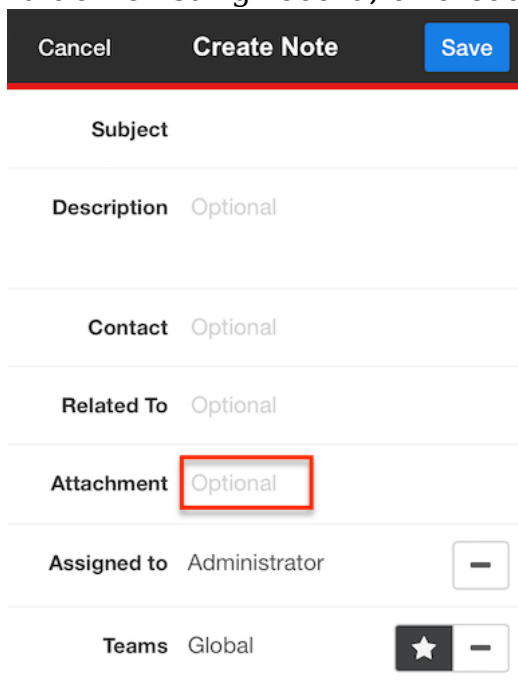 Cancel Create Note Save
Subject
Description Optional
Contact Optional
Related To Optional
Attachment Optional
Assigned to Administrator
Teams Global